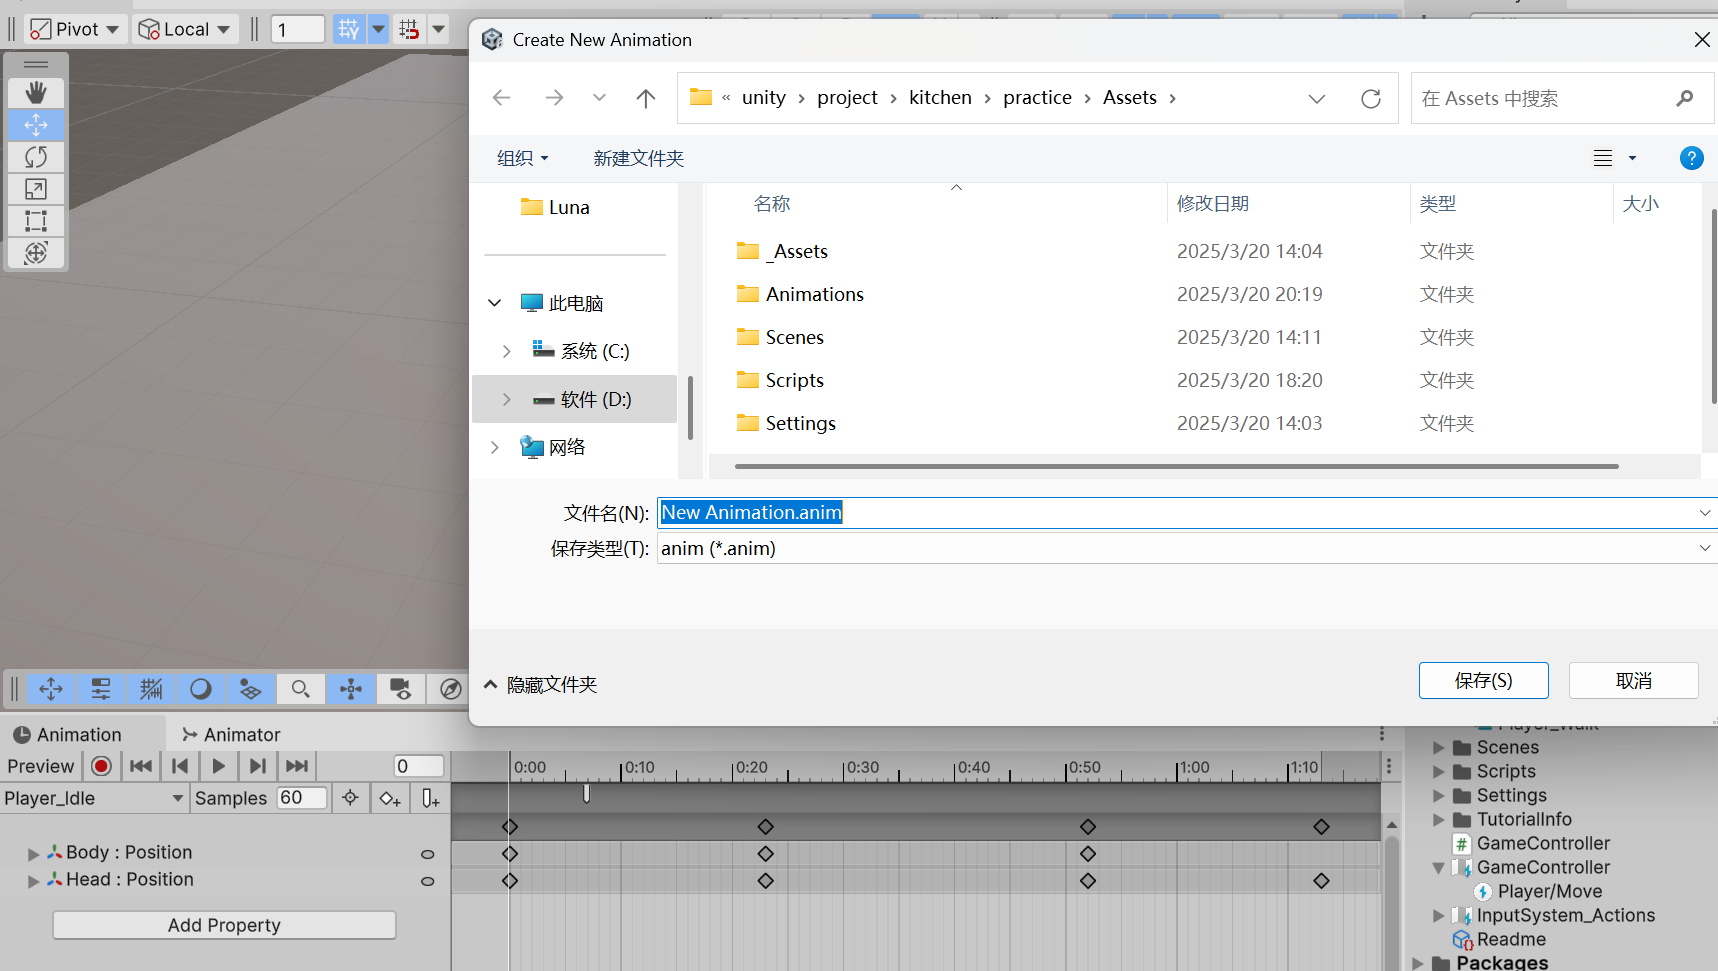 Pivot
Local
1
Create New Animation
« unity › project › kitchen › practice › Assets ›
在 Assets 中搜索
组织
新建文件夹
Luna
此电脑
系统 (C:)
软件 (D:)
网络
名称 修改日期 类型 大小
_Assets 2025/3/20 14:04 文件夹
Animations 2025/3/20 20:19 文件夹
Scenes 2025/3/20 14:11 文件夹
Scripts 2025/3/20 18:20 文件夹
Settings 2025/3/20 14:03 文件夹
文件名(N): New Animation.anim
保存类型(T): anim (*.anim)
隐藏文件夹
保存(S)
取消
Animation
Animator
Preview
0
0:00 0:10 0:20 0:30 0:40 0:50 1:00 1:10
Player_Idle
Samples 60
Body : Position
Head : Position
Add Property
Player_Walk
Scenes
Scripts
Settings
TutorialInfo
GameController
GameController
Player/Move
InputSystem_Actions
Readme
Packages